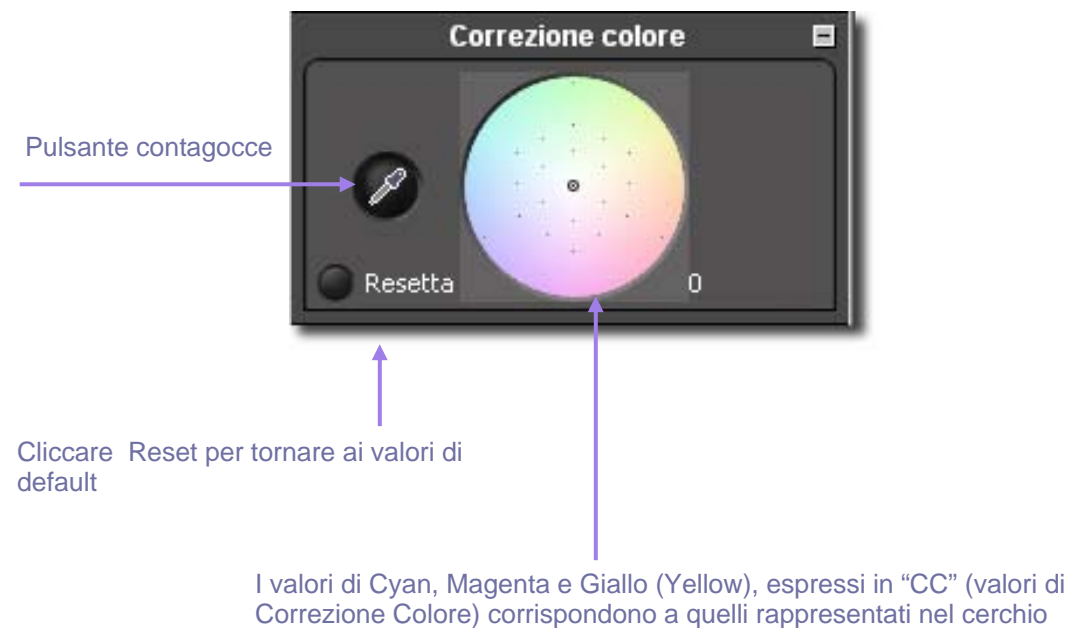 Correzione colore
Pulsante contagocce
Resetta
0
Cliccare  Reset per tornare ai valori di
default
I valori di Cyan, Magenta e Giallo (Yellow), espressi in “CC” (valori di
Correzione Colore) corrispondono a quelli rappresentati nel cerchio